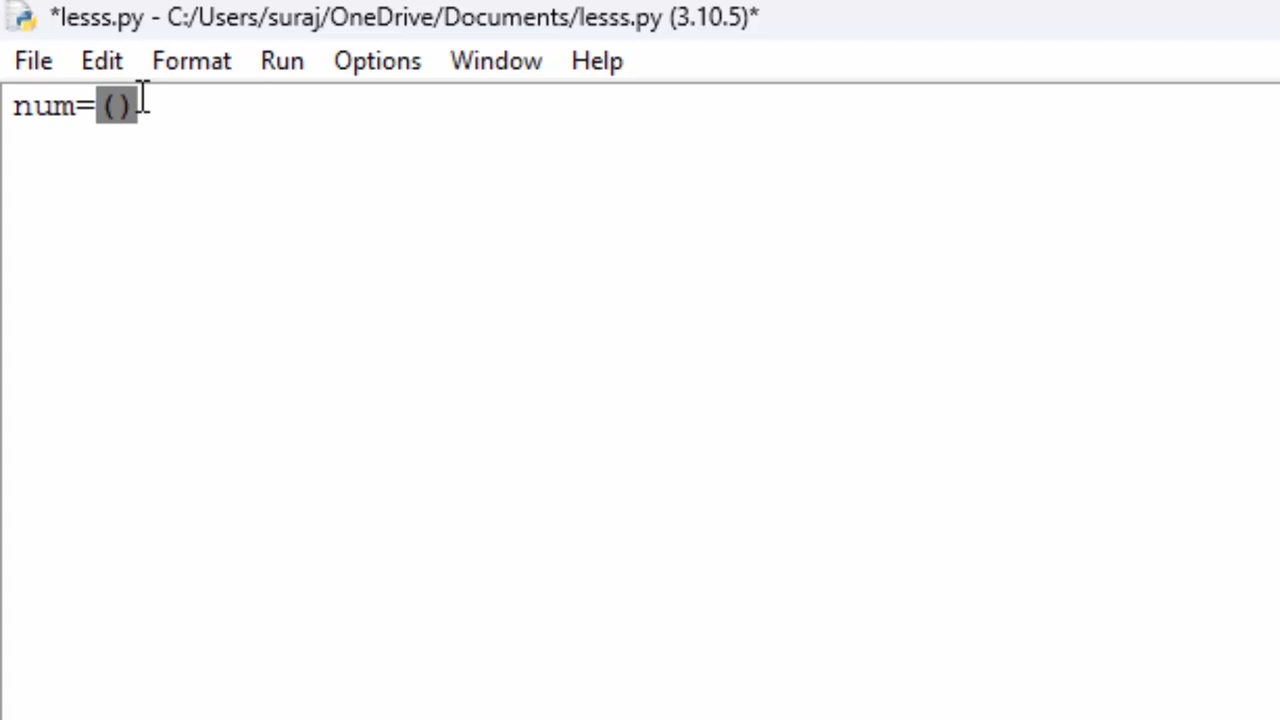 *lesss.py - C:/Users/suraj/OneDrive/Documents/lesss.py (3.10.5)*
File Edit Format Run Options Window Help
num=()